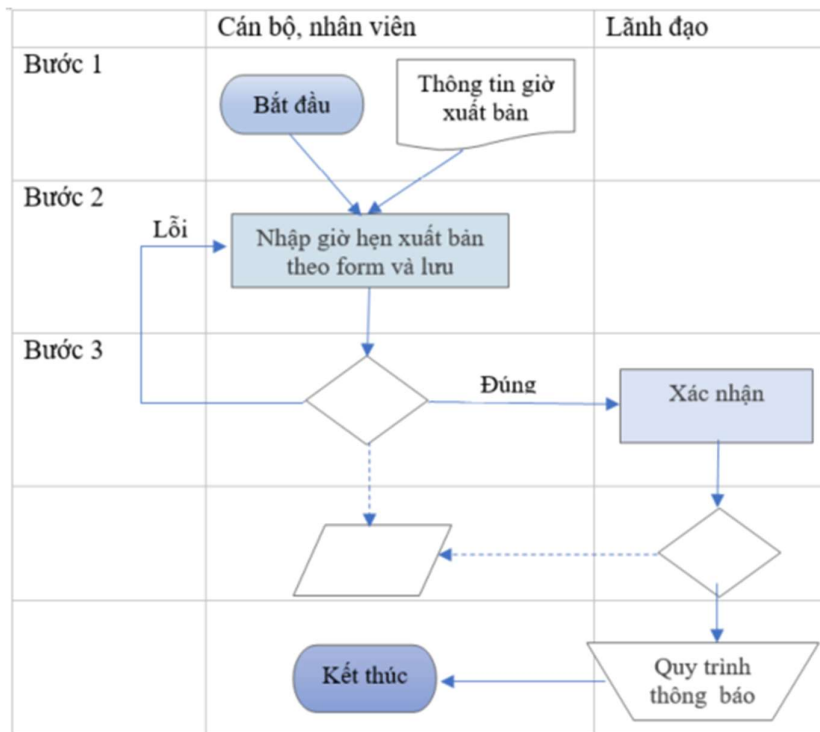 Cán bộ, nhân viên
Lãnh đạo
Bước 1
Bắt đầu
Thông tin giờ
xuất bản
Bước 2
Lỗi
Nhập giờ hẹn xuất bản
theo form và lưu
Bước 3
Đúng
Xác nhận
Kết thúc
Quy trình
thông báo